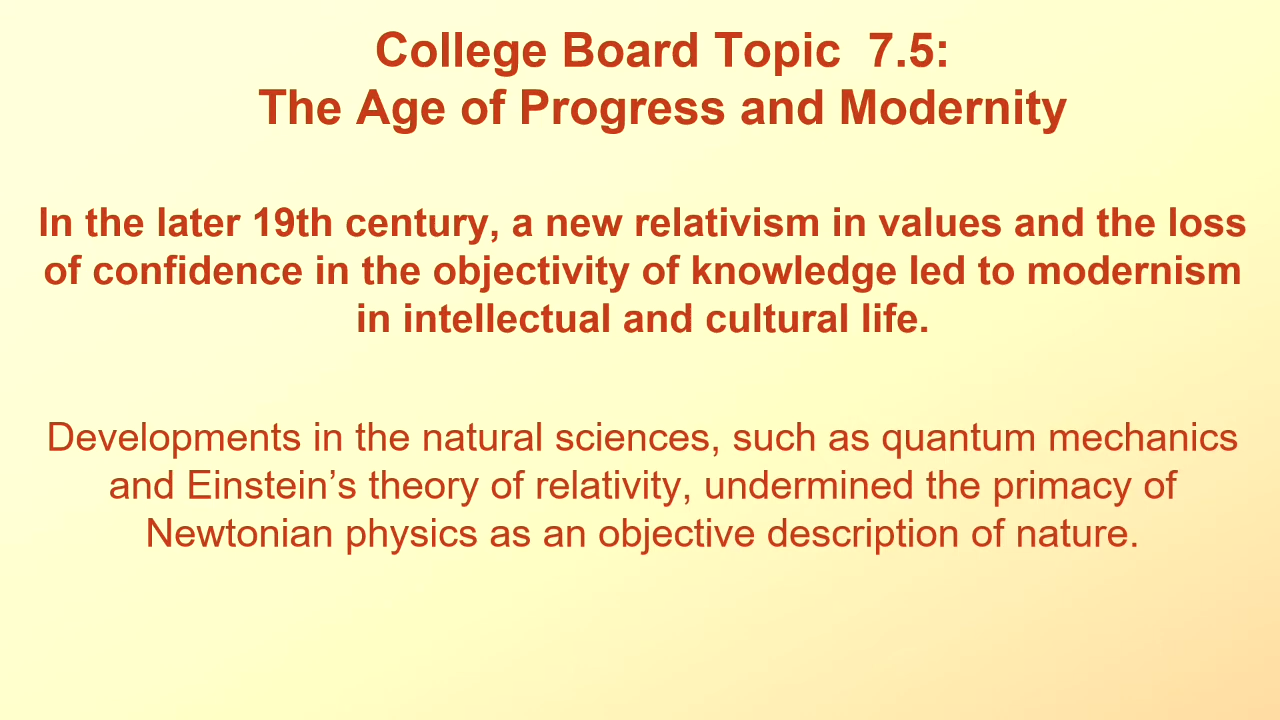 College Board Topic  7.5:
The Age of Progress and Modernity
In the later 19th century, a new relativism in values and the loss
of confidence in the objectivity of knowledge led to modernism
in intellectual and cultural life.
Developments in the natural sciences, such as quantum mechanics
and Einstein’s theory of relativity, undermined the primacy of
Newtonian physics as an objective description of nature.